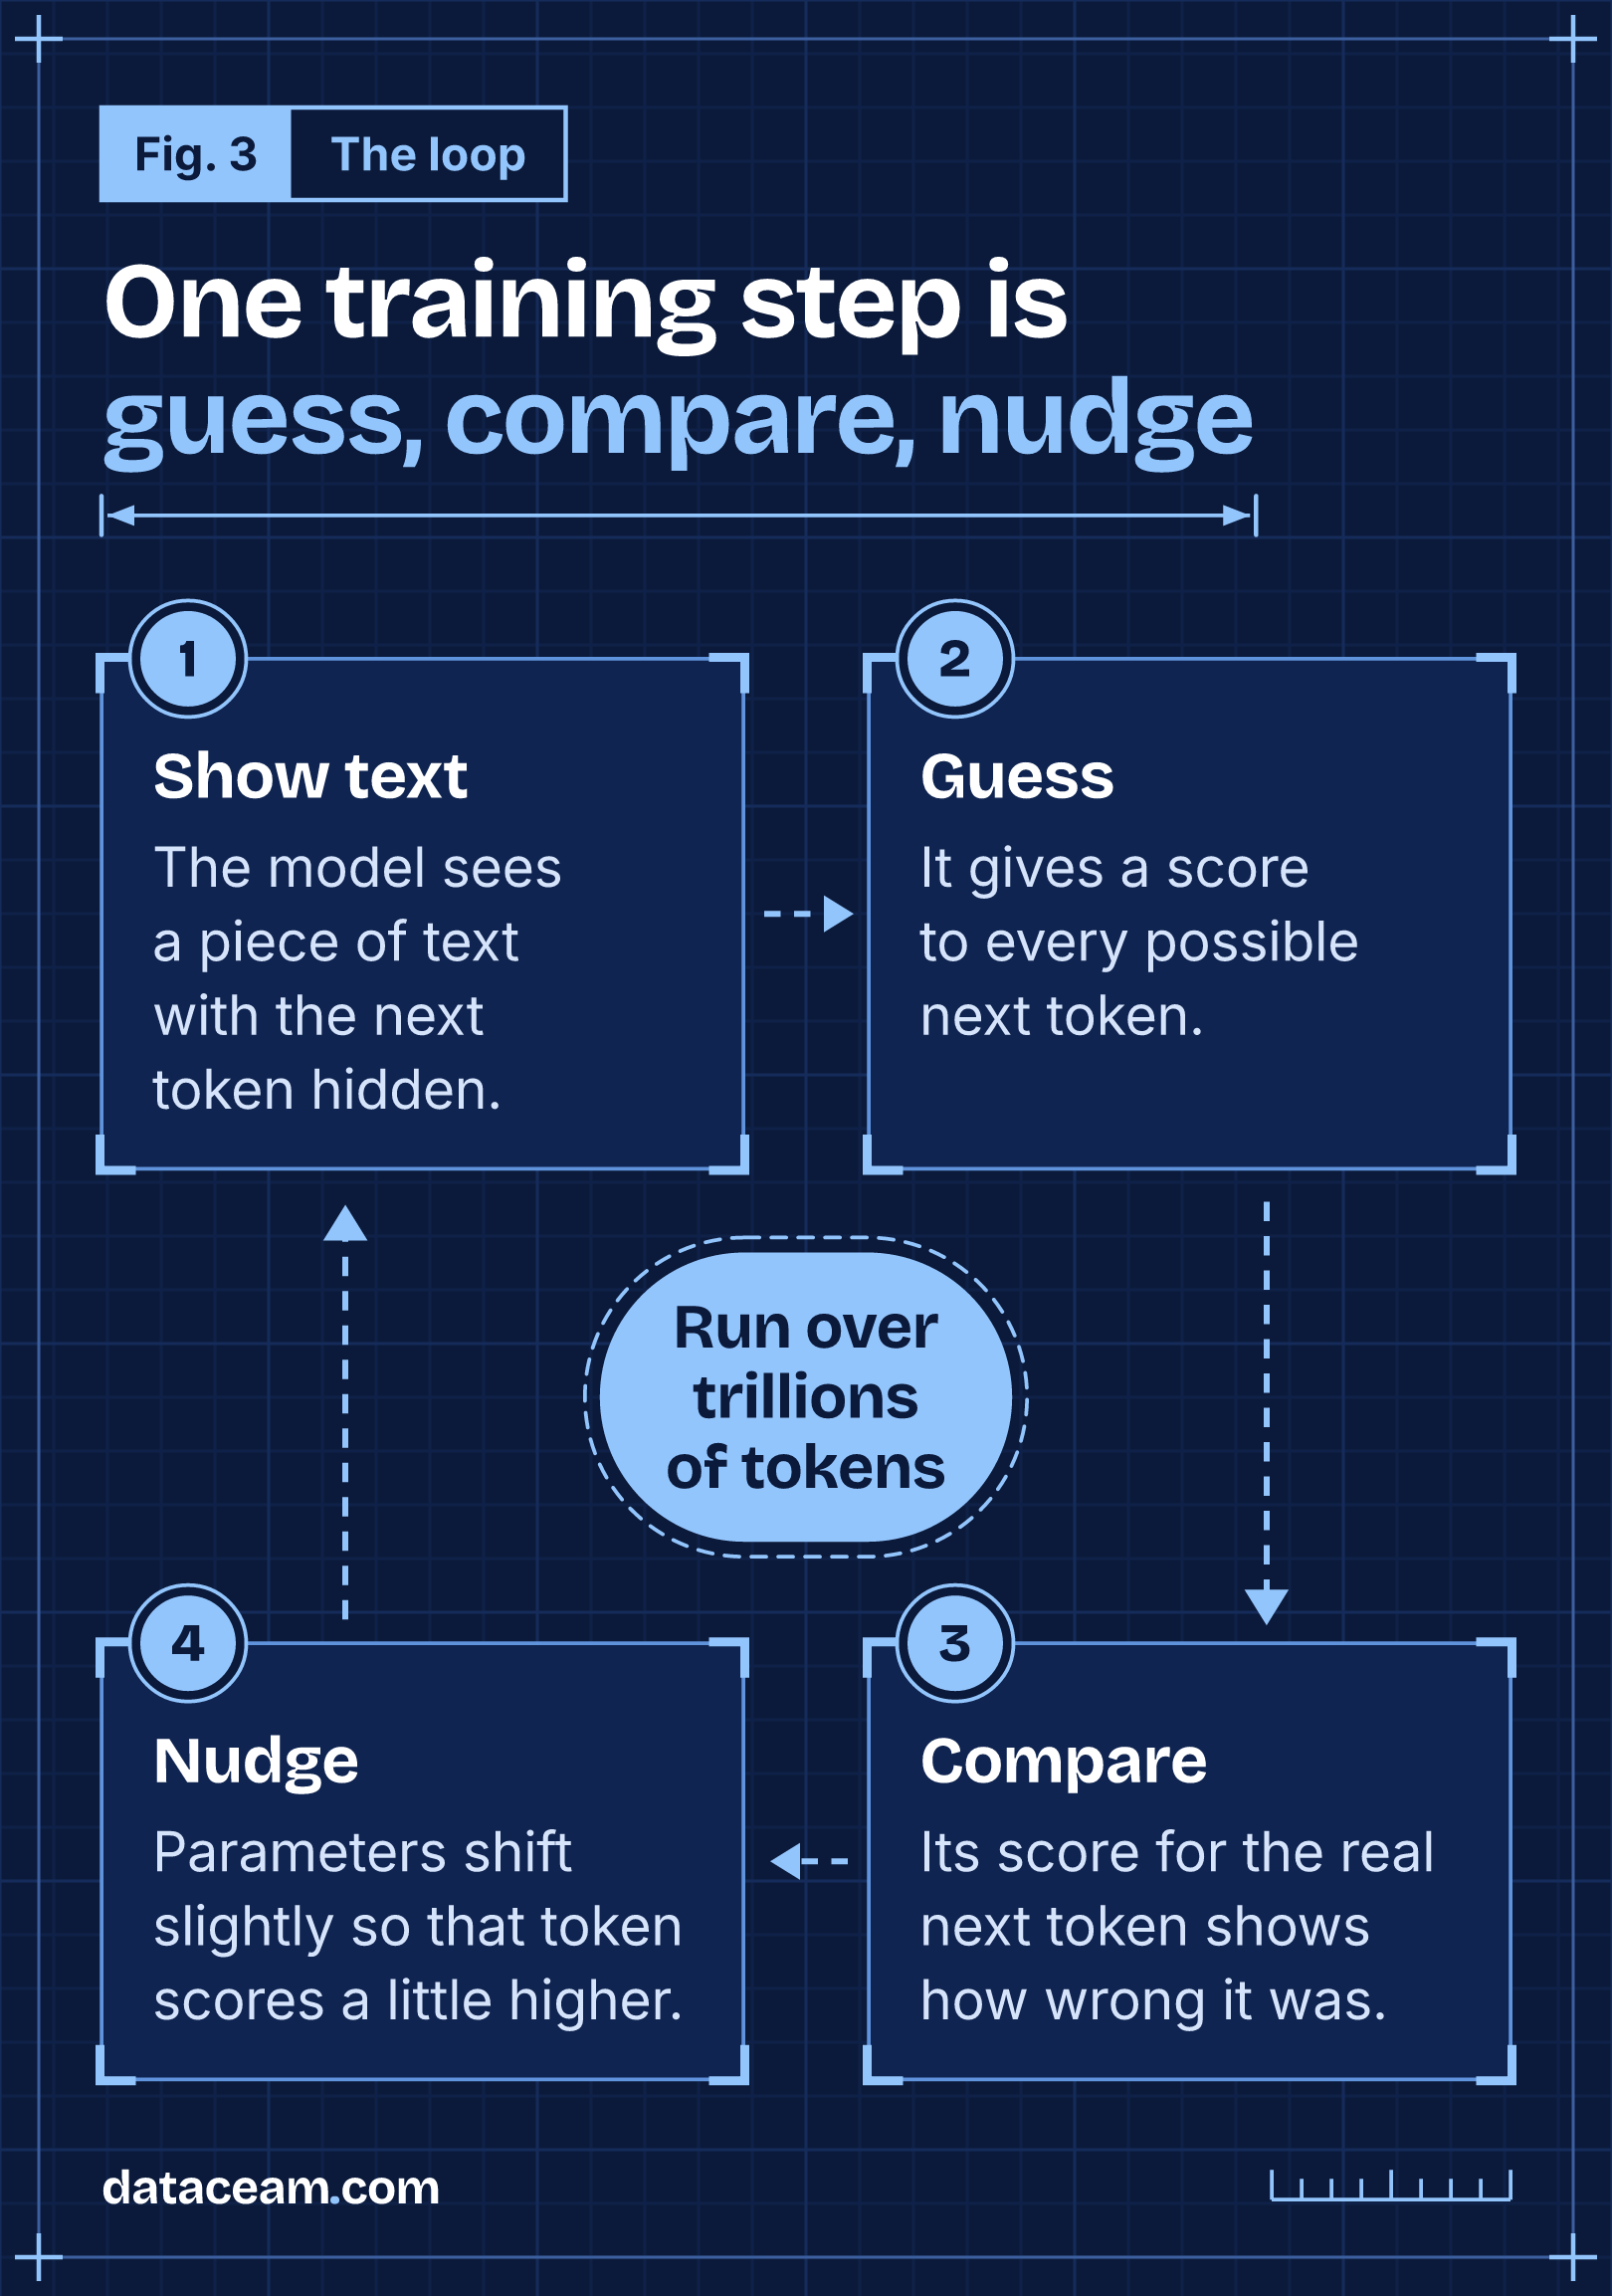 Fig. 3
The loop
One training step is
guess, compare, nudge
1
Show text
The model sees
a piece of text
with the next
token hidden.
2
Guess
It gives a score
to every possible
next token.
Run over
trillions
of tokens
3
Compare
Its score for the real
next token shows
how wrong it was.
4
Nudge
Parameters shift
slightly so that token
scores a little higher.
dataceam.com